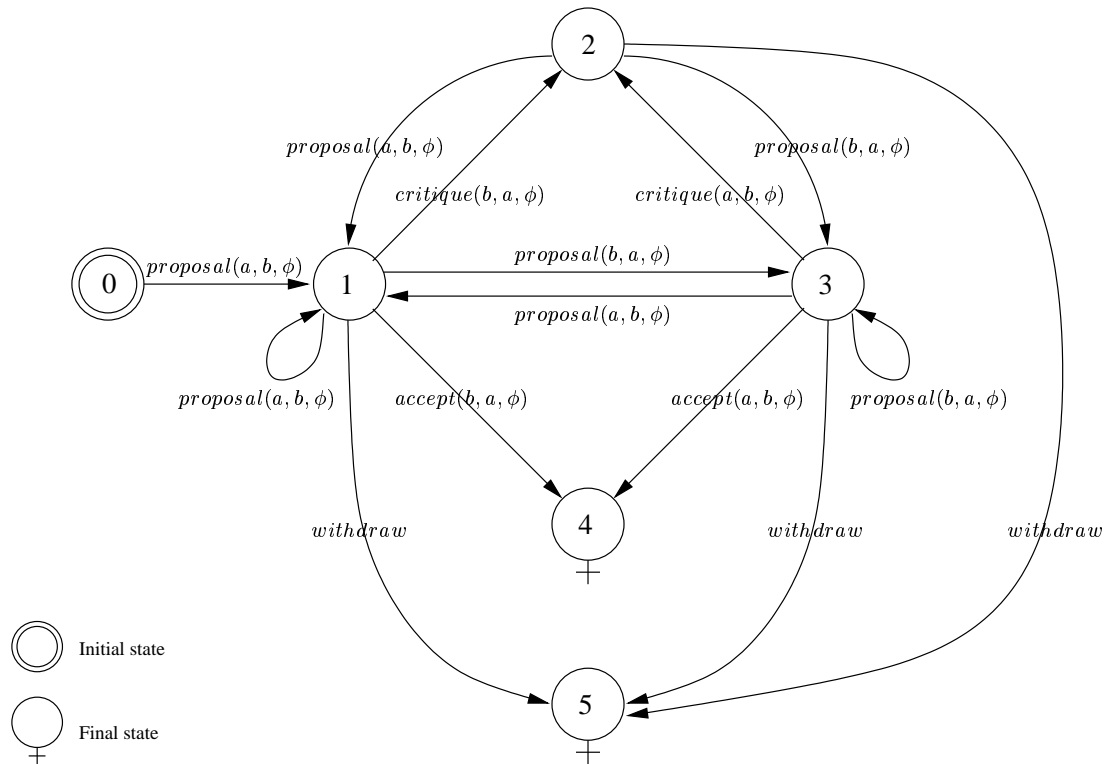 2
proposal(a, b, ϕ)
proposal(b, a, ϕ)
critique(b, a, ϕ)
critique(a, b, ϕ)
0
proposal(a, b, ϕ)
1
proposal(b, a, ϕ)
3
proposal(a, b, ϕ)
proposal(a, b, ϕ)
accept(b, a, ϕ)
accept(a, b, ϕ)
proposal(b, a, ϕ)
4
withdraw
withdraw
withdraw
Initial state
5
Final state